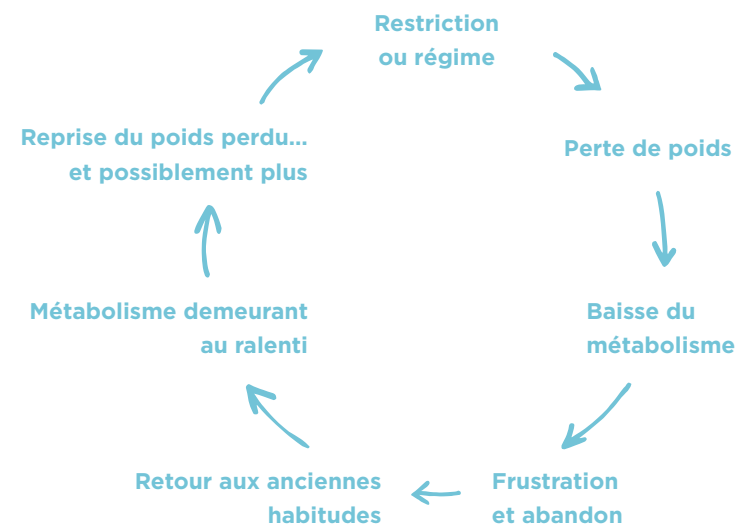 Restriction
ou régime
Perte de poids
Baisse du
métabolisme
Frustration
et abandon
Retour aux anciennes
habitudes
Métabolisme demeurant
au ralenti
Reprise du poids perdu...
et possiblement plus